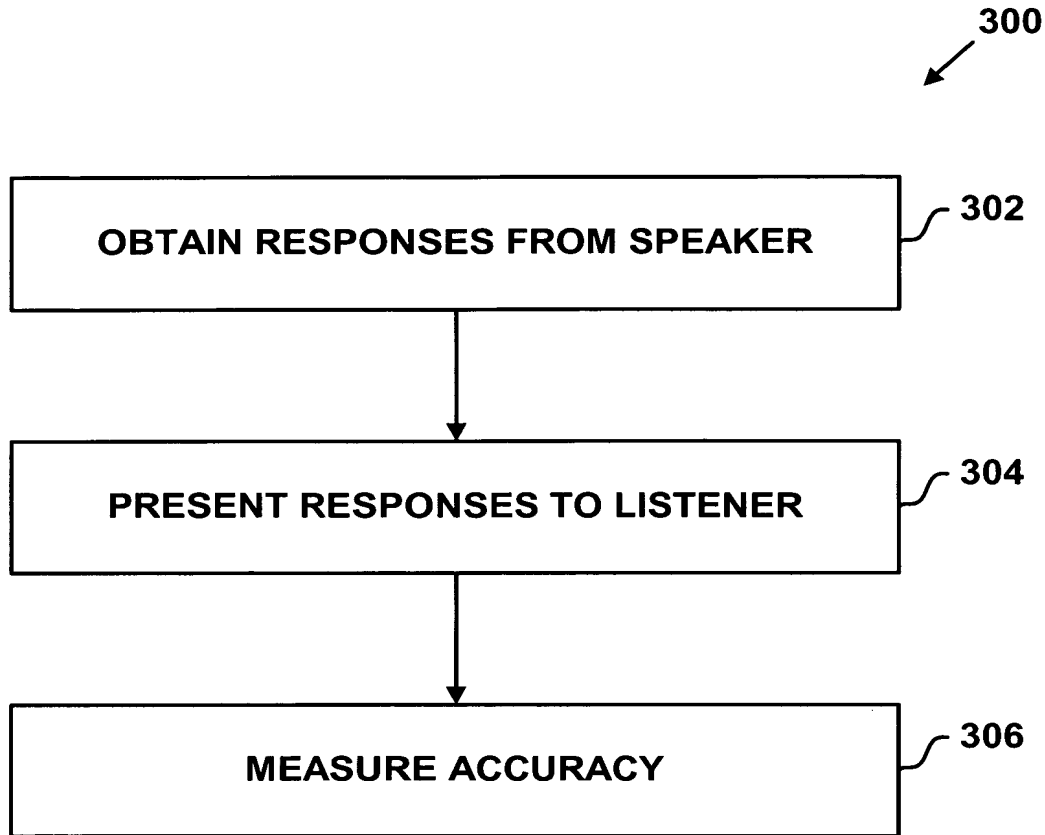 300
OBTAIN RESPONSES FROM SPEAKER
302
PRESENT RESPONSES TO LISTENER
304
MEASURE ACCURACY
306